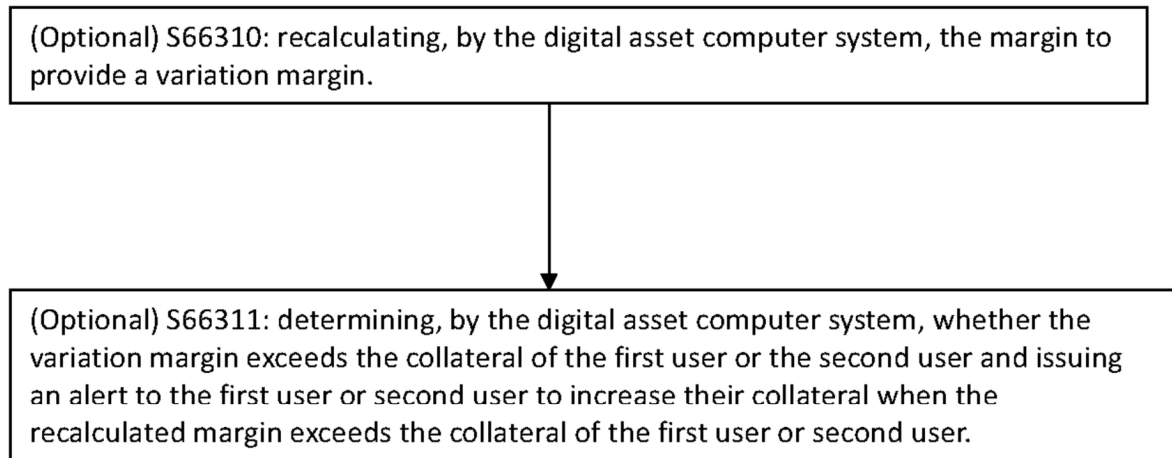 (Optional) S66310: recalculating, by the digital asset computer system, the margin to
provide a variation margin.
(Optional) S66311: determining, by the digital asset computer system, whether the
variation margin exceeds the collateral of the first user or the second user and issuing
an alert to the first user or second user to increase their collateral when the
recalculated margin exceeds the collateral of the first user or second user.